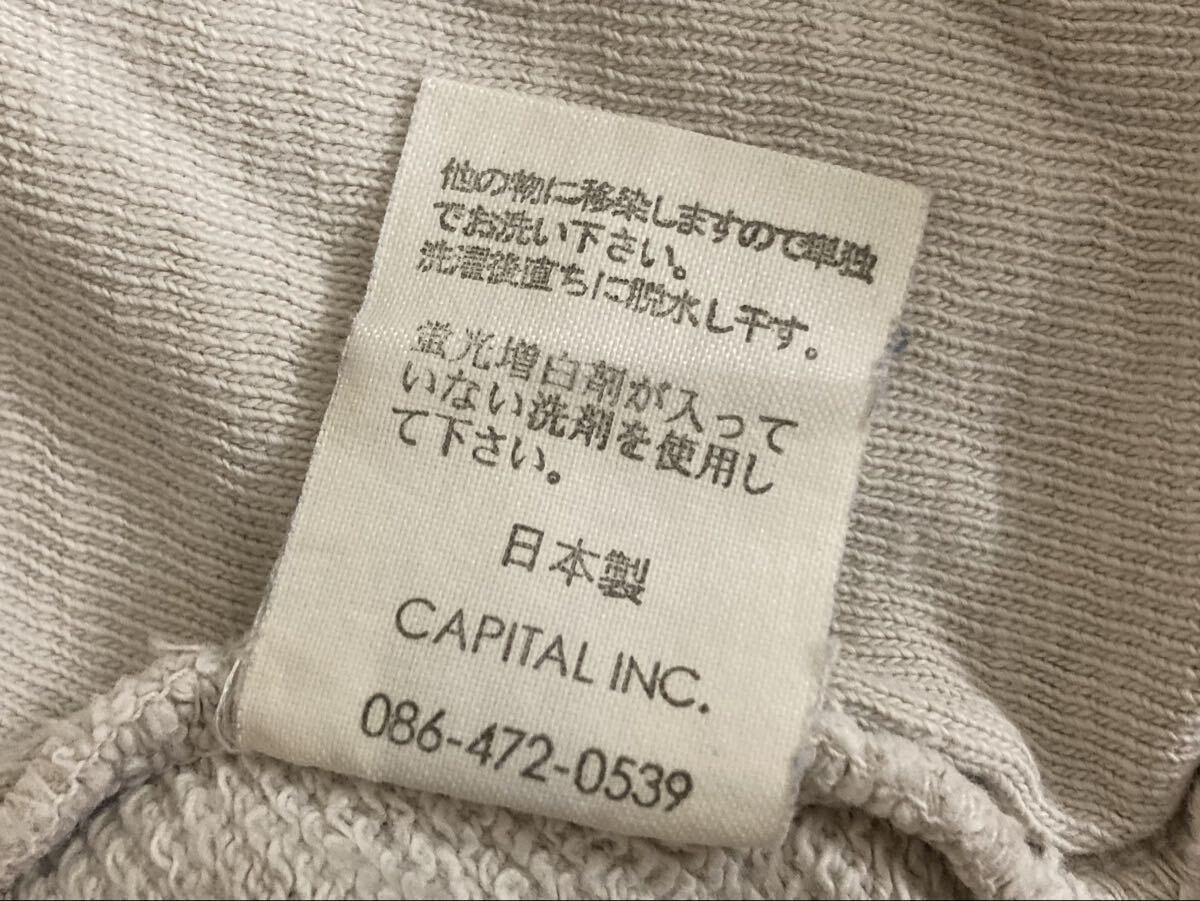 他の物に移染しますので単独
でお洗い下さい。
洗濯後直ちに脱水し干す。
蛍光増白剤が入って
いない洗剤を使用し
て下さい。
日本製
CAPITAL INC.
086-472-0539